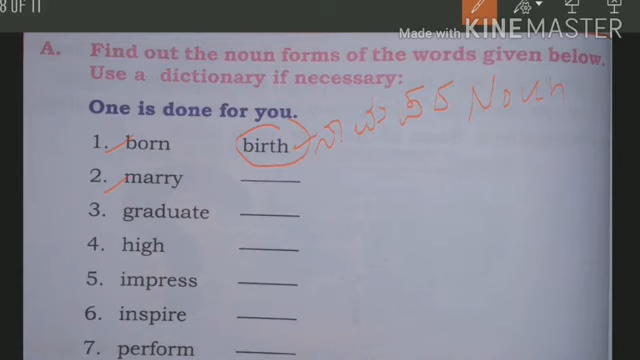 8 of 11
Made with KINEMASTER
A. Find out the noun forms of the words given below.
Use a dictionary if necessary:
One is done for you.
1. born birth Noun
2. marry
3. graduate
4. high
5. impress
6. inspire
7. perform